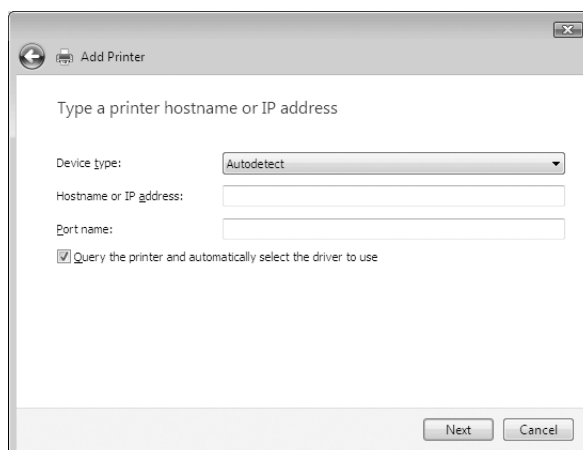 Add Printer
Type a printer hostname or IP address
Device type: Autodetect
Hostname or IP address:
Port name:
Query the printer and automatically select the driver to use
Next Cancel